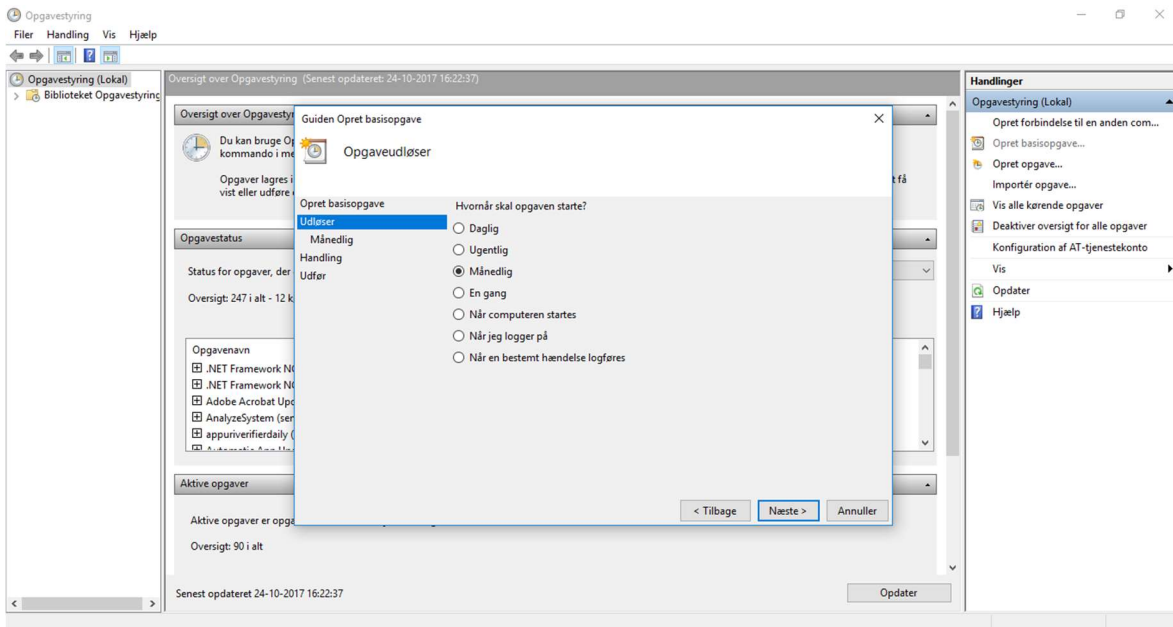 Opgavestyring
Filer Handling Vis Hjælp
Opgavestyring (Lokal)
Biblioteket Opgavestyring
Oversigt over Opgavestyring (Senest opdateret: 24-10-2017 16:22:37)
Oversigt over Opgavestyr
Du kan bruge Op
kommando i me
Opgaver lagres i
t få
vist eller udføre
Opgavestatus
Status for opgaver, der
Oversigt: 247 i alt - 12 k
Opgavenavn
.NET Framework NG
.NET Framework NG
Adobe Acrobat Upd
AnalyzeSystem (sen
appuriverifierdaily (
Aktive opgaver
Aktive opgaver er opga
Oversigt: 90 i alt
Senest opdateret 24-10-2017 16:22:37
Opdater
Guiden Opret basisopgave
Opgaveudløser
Opret basisopgave
Udløser
Månedlig
Handling
Udfør
Hvornår skal opgaven starte?
Daglig
Ugentlig
Månedlig
En gang
Når computeren startes
Når jeg logger på
Når en bestemt hændelse logføres
< Tilbage
Næste >
Annuller
Handlinger
Opgavestyring (Lokal)
Opret forbindelse til en anden com...
Opret basisopgave...
Opret opgave...
Importér opgave...
Vis alle kørende opgaver
Deaktiver oversigt for alle opgaver
Konfiguration af AT-tjenestekonto
Vis
Opdater
Hjælp